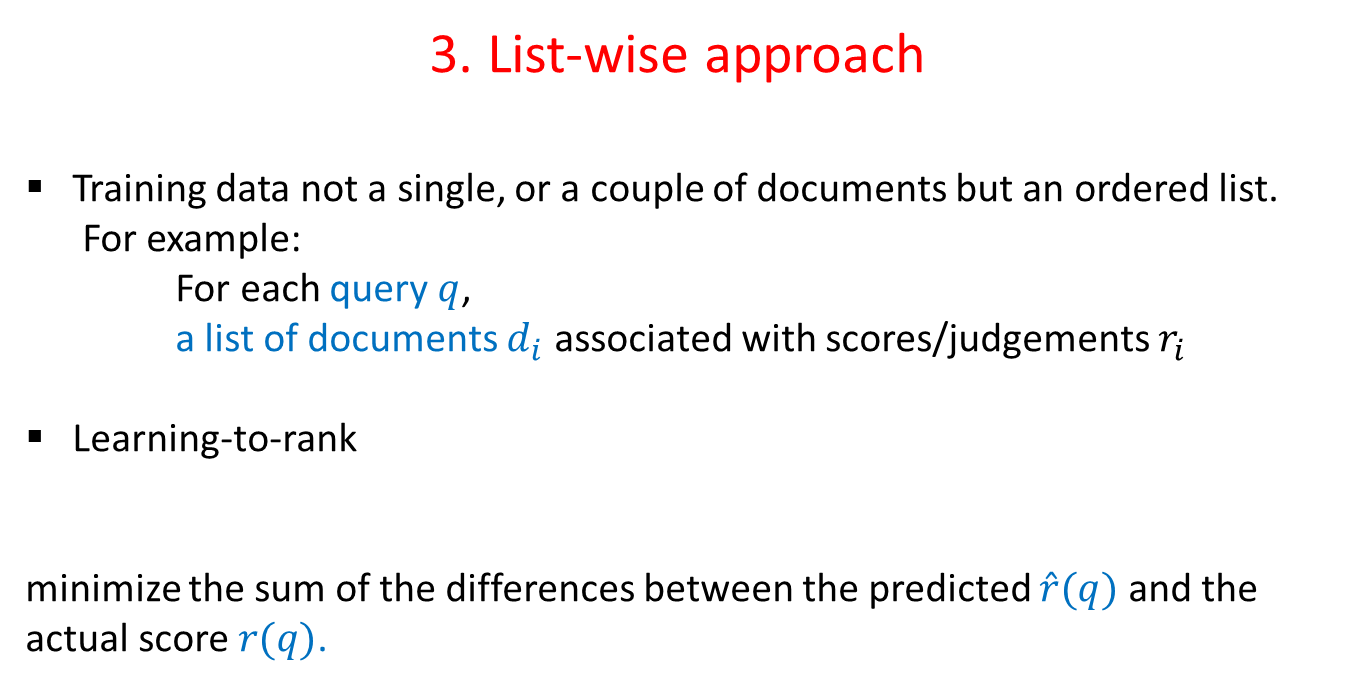 3. List-wise approach
▪ Training data not a single, or a couple of documents but an ordered list.
For example:
For each query q,
a list of documents dᵢ associated with scores/judgements rᵢ
▪ Learning-to-rank
minimize the sum of the differences between the predicted r̂(q) and the
actual score r(q).